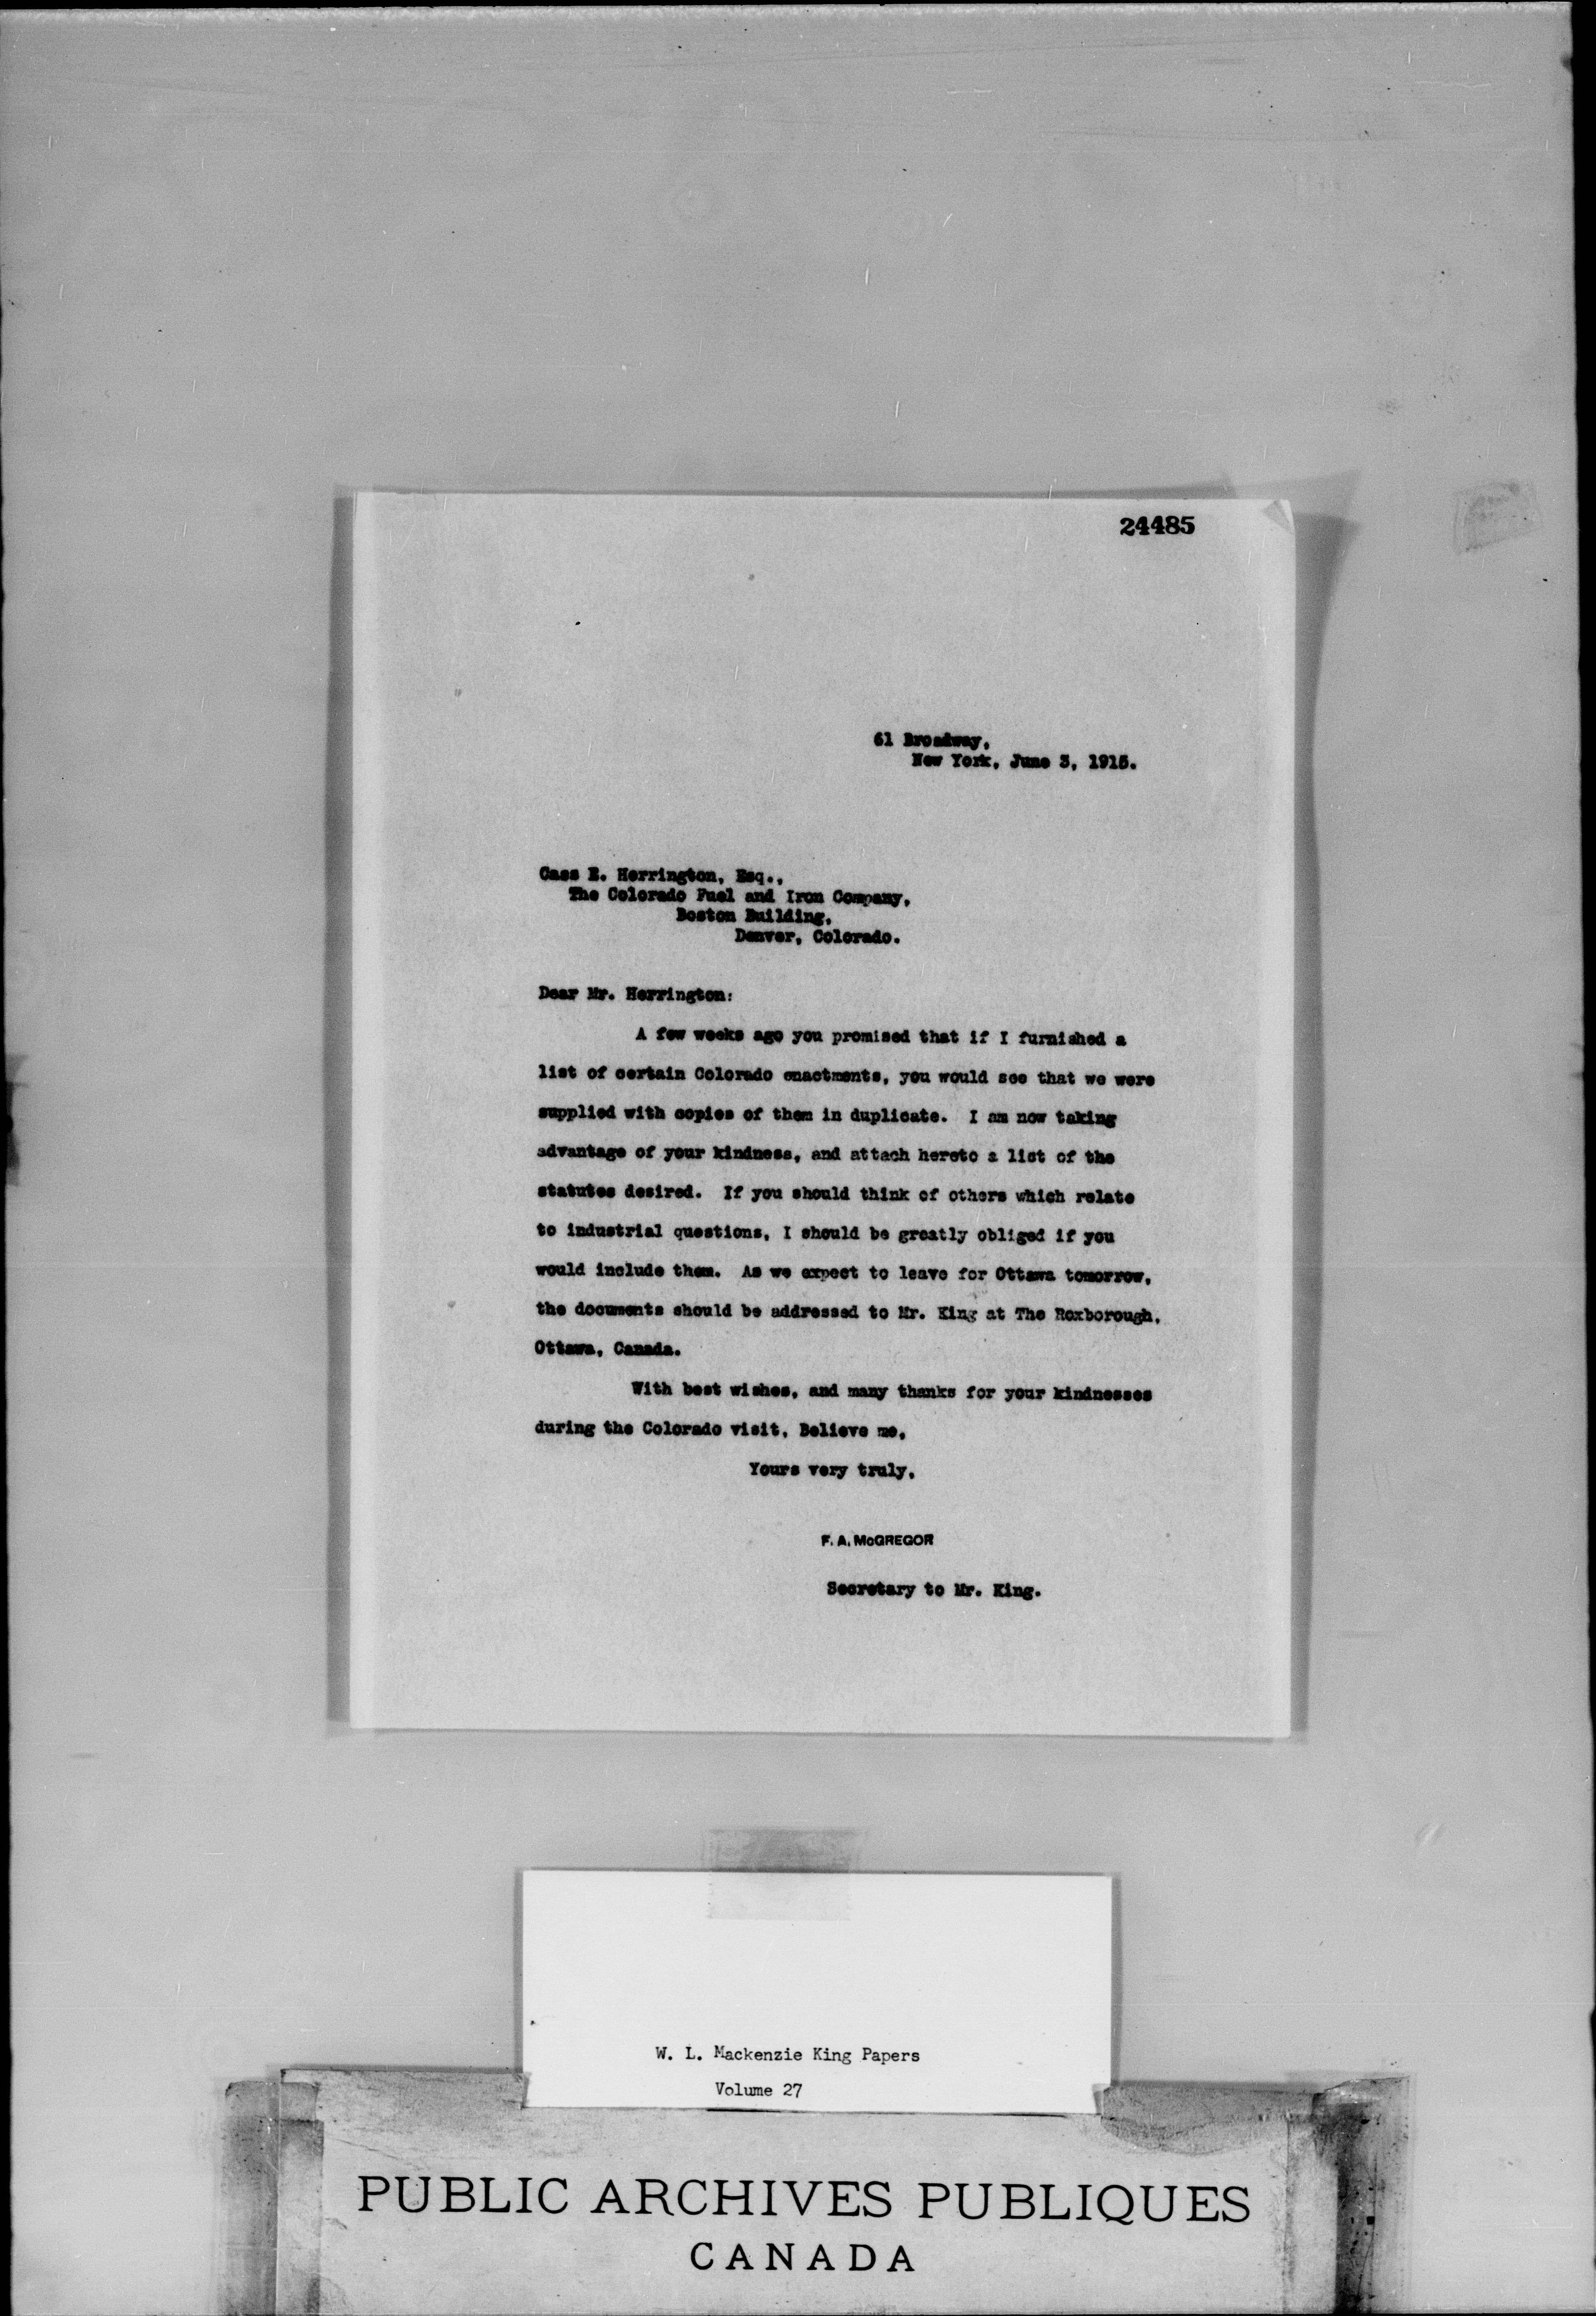 24485
61 Broadway,
New York, June 3, 1915.
Cass E. Herrington, Esq.,
The Colorado Fuel and Iron Company,
Boston Building,
Denver, Colorado.
Dear Mr. Herrington:
A few weeks ago you promised that if I furnished a
list of certain Colorado enactments, you would see that we were
supplied with copies of them in duplicate. I am now taking
advantage of your kindness, and attach hereto a list of the
statutes desired. If you should think of others which relate
to industrial questions, I should be greatly obliged if you
would include them. As we expect to leave for Ottawa tomorrow,
the documents should be addressed to Mr. King at The Roxborough,
Ottawa, Canada.
With best wishes, and many thanks for your kindnesses
during the Colorado visit, Believe me,
Yours very truly,
F. A. McGREGOR
Secretary to Mr. King.
W. L. Mackenzie King Papers
Volume 27
PUBLIC ARCHIVES PUBLIQUES
CANADA